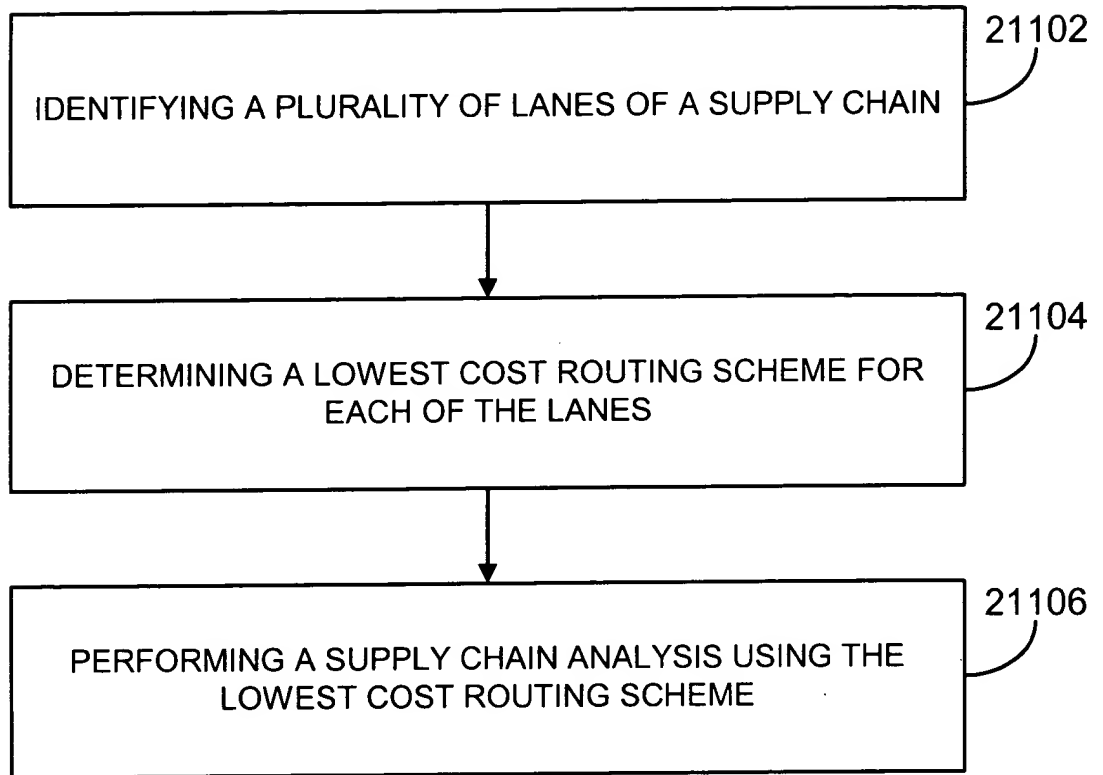 21102
IDENTIFYING A PLURALITY OF LANES OF A SUPPLY CHAIN
21104
DETERMINING A LOWEST COST ROUTING SCHEME FOR
EACH OF THE LANES
21106
PERFORMING A SUPPLY CHAIN ANALYSIS USING THE
LOWEST COST ROUTING SCHEME